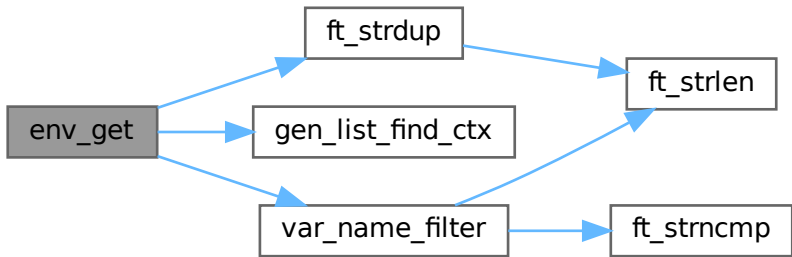 ft_strdup
ft_strlen
env_get
gen_list_find_ctx
var_name_filter
ft_strncmp